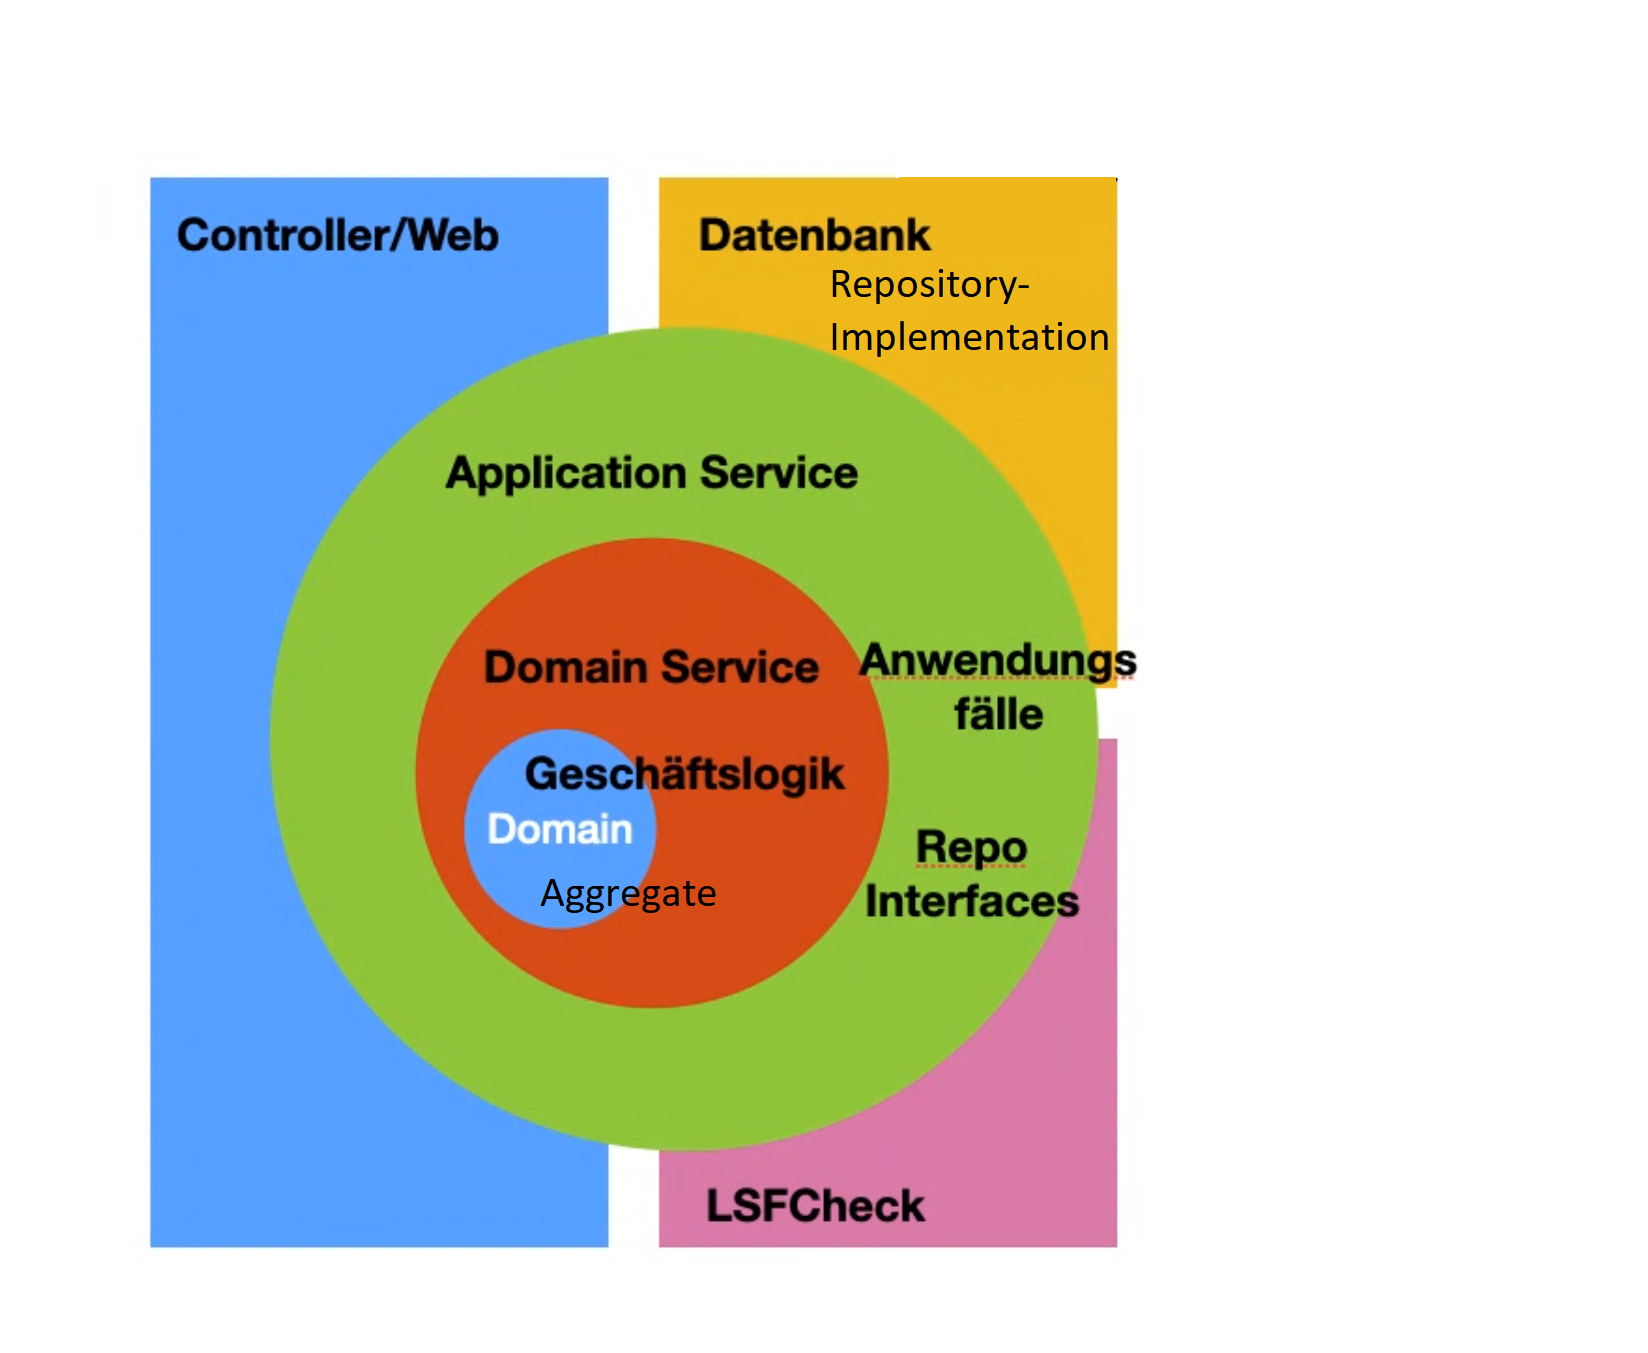 Controller/Web
Datenbank
Repository-
Implementation
Application Service
Domain Service
Anwendungs
fälle
Geschäftslogik
Domain
Aggregate
Repo
Interfaces
LSFCheck